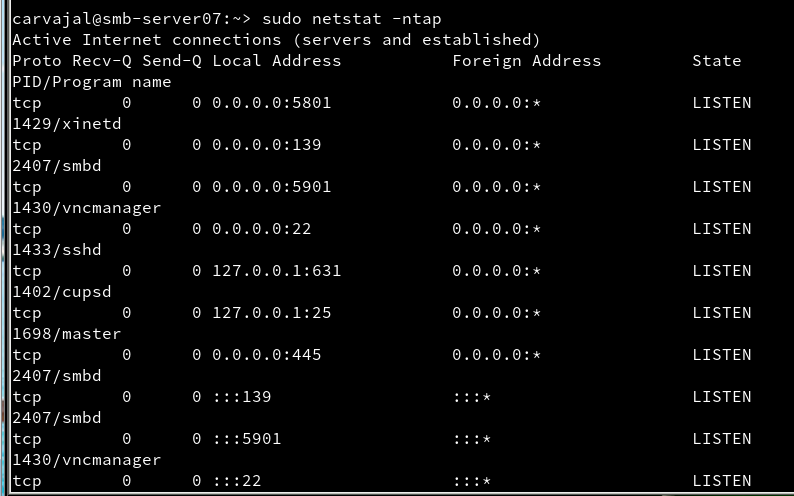 carvajal@smb-server07:~> sudo netstat -ntap
Active Internet connections (servers and established)
Proto Recv-Q Send-Q Local Address           Foreign Address         State
PID/Program name
tcp        0      0 0.0.0.0:5801            0.0.0.0:*               LISTEN
1429/xinetd
tcp        0      0 0.0.0.0:139             0.0.0.0:*               LISTEN
2407/smbd
tcp        0      0 0.0.0.0:5901            0.0.0.0:*               LISTEN
1430/vncmanager
tcp        0      0 0.0.0.0:22              0.0.0.0:*               LISTEN
1433/sshd
tcp        0      0 127.0.0.1:631           0.0.0.0:*               LISTEN
1402/cupsd
tcp        0      0 127.0.0.1:25            0.0.0.0:*               LISTEN
1698/master
tcp        0      0 0.0.0.0:445             0.0.0.0:*               LISTEN
2407/smbd
tcp        0      0 :::139                  :::*                    LISTEN
2407/smbd
tcp        0      0 :::5901                 :::*                    LISTEN
1430/vncmanager
tcp        0      0 :::22                   :::*                    LISTEN